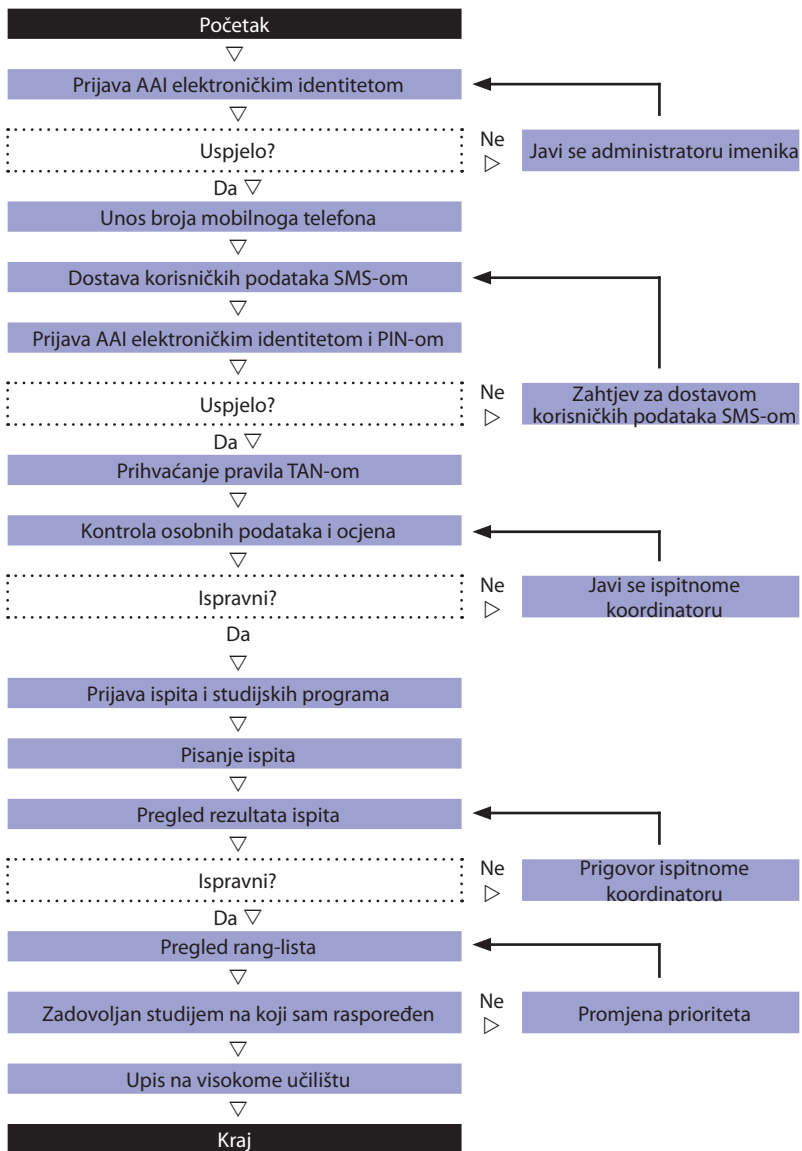 Početak
Prijava AAI elektroničkim identitetom
Uspjelo?
Ne
Javi se administratoru imenika
Da
Unos broja mobilnoga telefona
Dostava korisničkih podataka SMS-om
Prijava AAI elektroničkim identitetom i PIN-om
Uspjelo?
Ne
Zahtjev za dostavom
korisničkih podataka SMS-om
Da
Prihvaćanje pravila TAN-om
Kontrola osobnih podataka i ocjena
Ispravni?
Ne
Javi se ispitnome
koordinatoru
Da
Prijava ispita i studijskih programa
Pisanje ispita
Pregled rezultata ispita
Ispravni?
Ne
Prigovor ispitnome
koordinatoru
Da
Pregled rang-lista
Zadovoljan studijem na koji sam raspoređen
Ne
Promjena prioriteta
Upis na visokome učilištu
Kraj